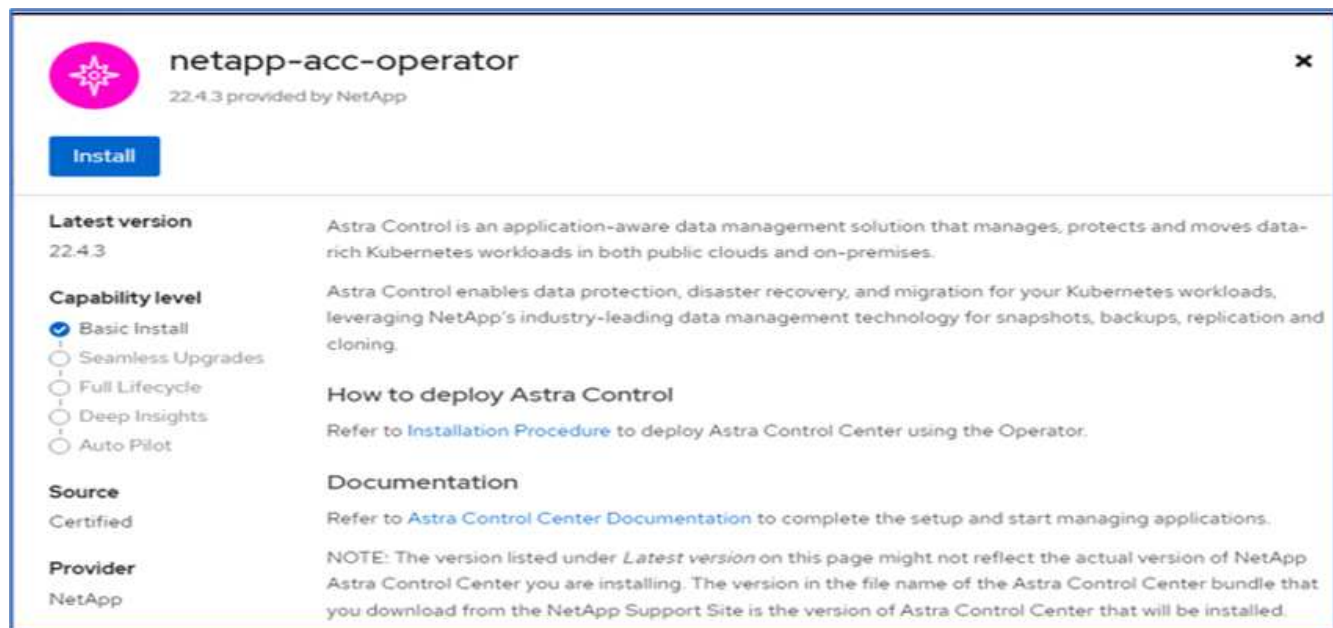 netapp-acc-operator
22.4.3 provided by NetApp
Install
Latest version
22.4.3
Capability level
Basic Install
Seamless Upgrades
Full Lifecycle
Deep Insights
Auto Pilot
Source
Certified
Provider
NetApp
Astra Control is an application-aware data management solution that manages, protects and moves data-
rich Kubernetes workloads in both public clouds and on-premises.
Astra Control enables data protection, disaster recovery, and migration for your Kubernetes workloads,
leveraging NetApp's industry-leading data management technology for snapshots, backups, replication and
cloning.
How to deploy Astra Control
Refer to Installation Procedure to deploy Astra Control Center using the Operator.
Documentation
Refer to Astra Control Center Documentation to complete the setup and start managing applications.
NOTE: The version listed under Latest version on this page might not reflect the actual version of NetApp
Astra Control Center you are installing. The version in the file name of the Astra Control Center bundle that
you download from the NetApp Support Site is the version of Astra Control Center that will be installed.